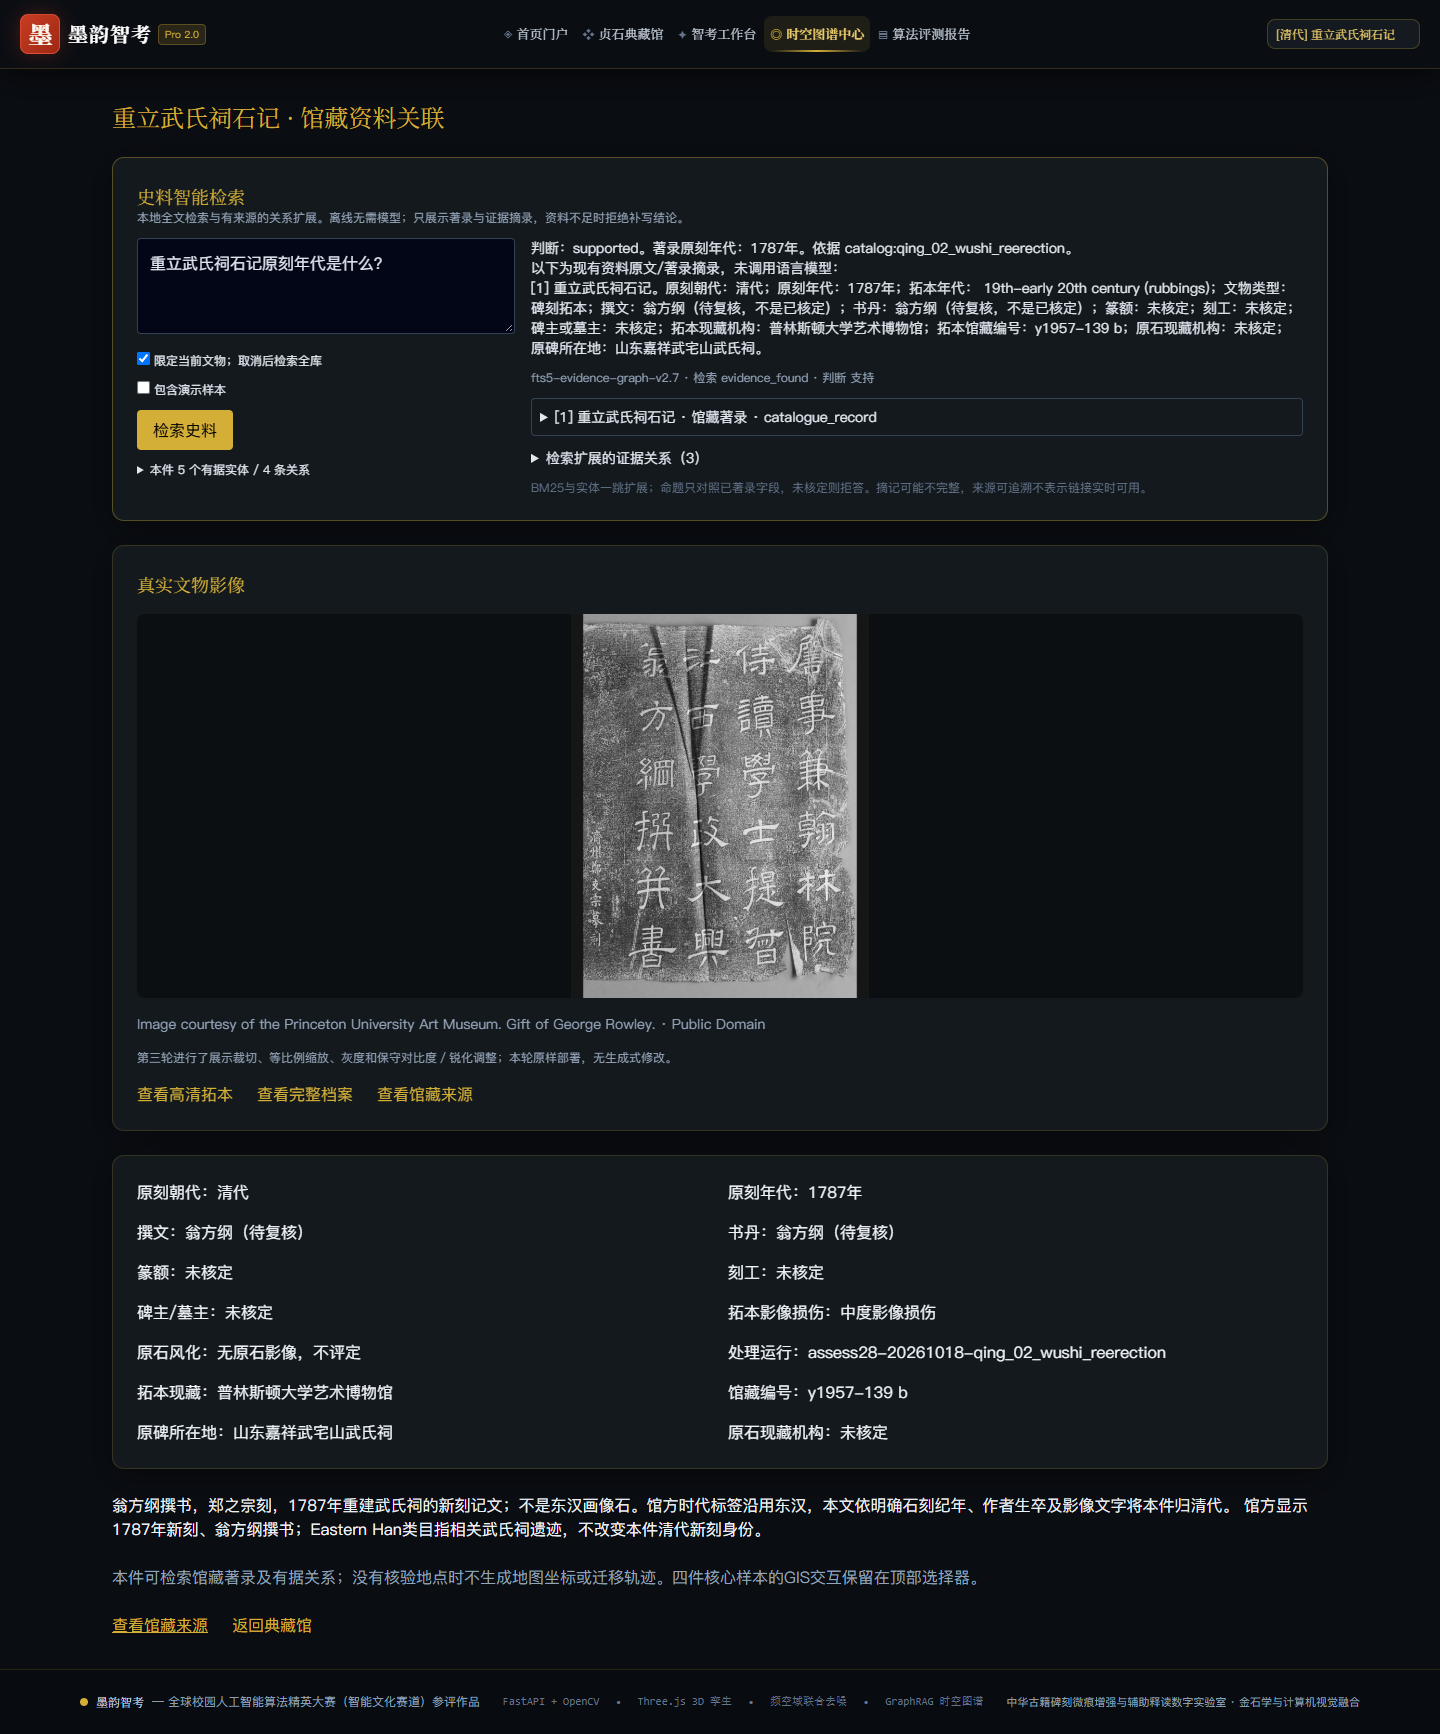 墨 墨韵智考 Pro 2.0 首页门户 贞石典藏馆 智考工作台 时空图谱中心 算法评测报告 [清代] 重立武氏祠石记
重立武氏祠石记 · 馆藏资料关联
史料智能检索
本地全文检索与有来源的关系扩展。离线无需模型；只展示著录与证据摘录，资料不足时拒绝补写结论。
重立武氏祠石记原刻年代是什么？
限定当前文物；取消后检索全库
包含演示样本
检索史料
本件 5 个有据实体 / 4 条关系
判断：supported。著录原刻年代：1787年。依据 catalog:qing_02_wushi_reerection。
以下为现有资料原文/著录摘录，未调用语言模型：
[1] 重立武氏祠石记。原刻朝代：清代；原刻年代：1787年；拓本年代： 19th-early 20th century (rubbings)；文物类型：
碑刻拓本；撰文：翁方纲（待复核，不是已核定）；书丹：翁方纲（待复核，不是已核定）；篆额：未核定；刻工：未核定；
碑主或墓主：未核定；拓本现藏机构：普林斯顿大学艺术博物馆；拓本馆藏编号：y1957-139 b；原石现藏机构：未核定；
原碑所在地：山东嘉祥武宅山武氏祠。
fts5-evidence-graph-v2.7 · 检索 evidence_found · 判断 支持
[1] 重立武氏祠石记 · 馆藏著录 · catalogue_record
检索扩展的证据关系（3）
BM25与实体一跳扩展；命题只对照已著录字段，未核定则拒答。摘记可能不完整，来源可追溯不表示链接实时可用。
真实文物影像
詹事兼翰林院
侍讀學士提督
江西學政大興
翁方綱撰并書
Image courtesy of the Princeton University Art Museum. Gift of George Rowley. · Public Domain
第三轮进行了展示裁切、等比例缩放、灰度和保守对比度 / 锐化调整；本轮原样部署，无生成式修改。
查看高清拓本 查看完整档案 查看馆藏来源
原刻朝代：清代 原刻年代：1787年
撰文：翁方纲（待复核） 书丹：翁方纲（待复核）
篆额：未核定 刻工：未核定
碑主/墓主：未核定 拓本影像损伤：中度影像损伤
原石风化：无原石影像，不评定 处理运行：assess28-20261018-qing_02_wushi_reerection
拓本现藏：普林斯顿大学艺术博物馆 馆藏编号：y1957-139 b
原碑所在地：山东嘉祥武宅山武氏祠 原石现藏机构：未核定
翁方纲撰书，郑之宗刻，1787年重建武氏祠的新刻记文；不是东汉画像石。馆方时代标签沿用东汉，本文依明确石刻纪年、作者生卒及影像文字将本件归清代。 馆方显示
1787年新刻、翁方纲撰书；Eastern Han类目指相关武氏祠遗迹，不改变本件清代新刻身份。
本件可检索馆藏著录及有据关系；没有核验地点时不生成地图坐标或迁移轨迹。四件核心样本的GIS交互保留在顶部选择器。
查看馆藏来源 返回典藏馆
墨韵智考 — 全球校园人工智能算法精英大赛（智能文化赛道）参评作品 FastAPI + OpenCV • Three.js 3D 孪生 • 频空域联合去噪 • GraphRAG 时空图谱 中华古籍碑刻微痕增强与辅助释读数字实验室 · 金石学与计算机视觉融合